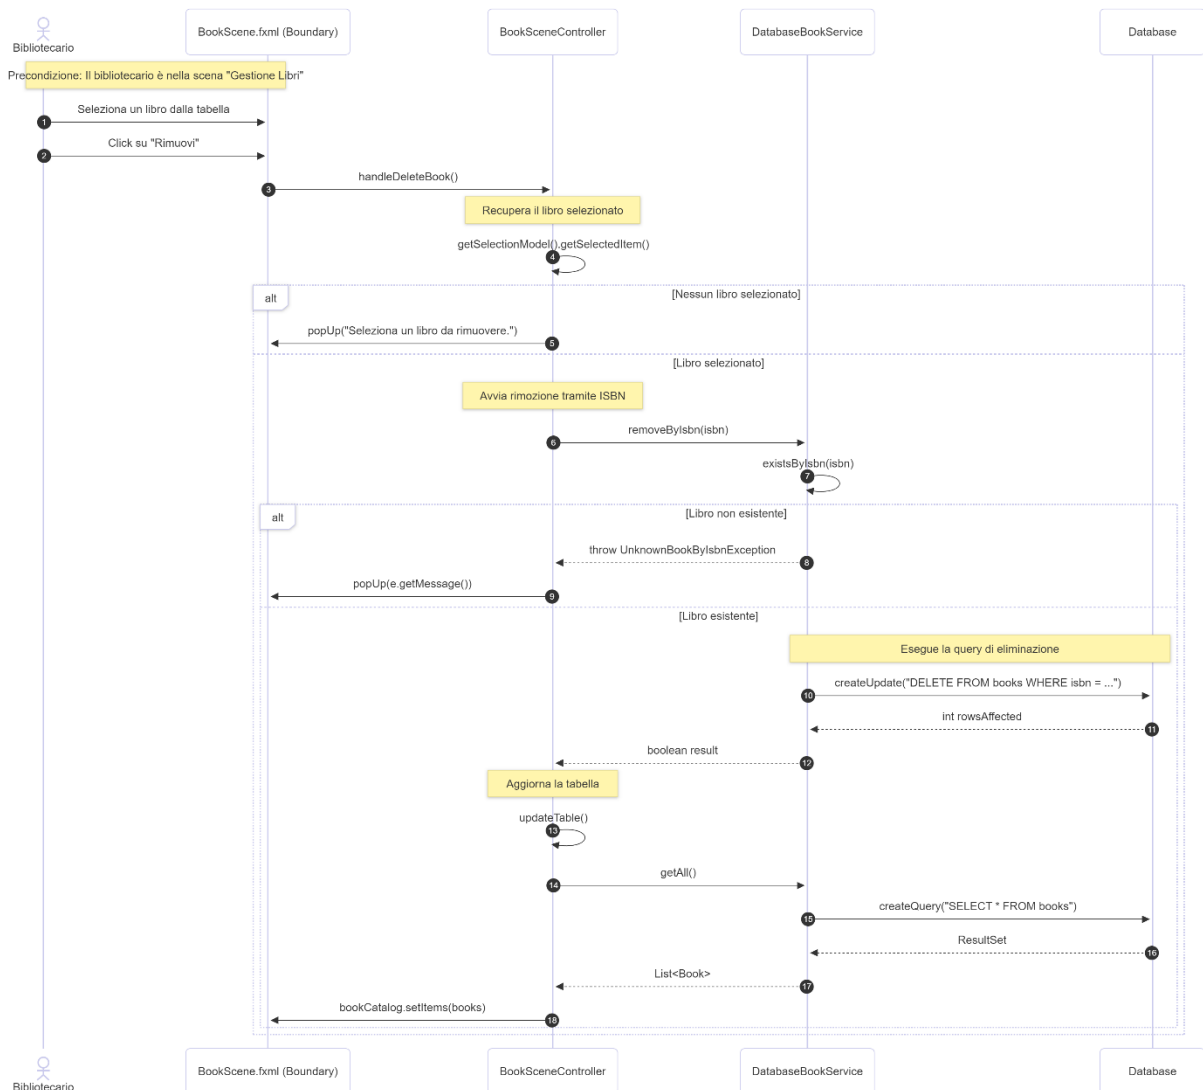 Bibliotecario
BookScene.fxml (Boundary)
BookSceneController
DatabaseBookService
Database
Precondizione: Il bibliotecario è nella scena "Gestione Libri"
1
Seleziona un libro dalla tabella
2
Click su "Rimuovi"
3
handleDeleteBook()
Recupera il libro selezionato
getSelectionModel().getSelectedItem()
4
alt
[Nessun libro selezionato]
popUp("Seleziona un libro da rimuovere.")
5
[Libro selezionato]
Avvia rimozione tramite ISBN
6
removeByIsbn(isbn)
existsByIsbn(isbn)
7
alt
[Libro non esistente]
throw UnknownBookByIsbnException
8
popUp(e.getMessage())
9
[Libro esistente]
Esegue la query di eliminazione
10
createUpdate("DELETE FROM books WHERE isbn = ...")
int rowsAffected
11
boolean result
12
Aggiorna la tabella
updateTable()
13
14
getAll()
15
createQuery("SELECT * FROM books")
ResultSet
16
List<Book>
17
bookCatalog.setItems(books)
18
Bibliotecario
BookScene.fxml (Boundary)
BookSceneController
DatabaseBookService
Database